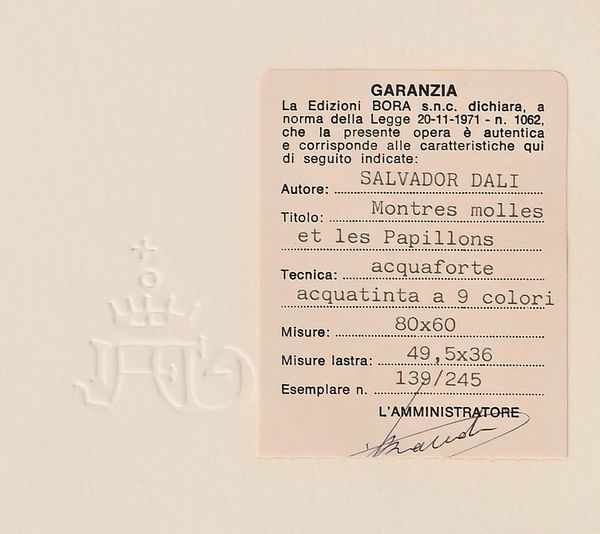 GARANZIA
La Edizioni BORA s.n.c. dichiara, a
norma della Legge 20-11-1971 - n. 1062,
che la presente opera è autentica
e corrisponde alle caratteristiche qui
di seguito indicate:
Autore: SALVADOR DALI
Titolo: Montres molles
et les Papillons
Tecnica: acquaforte
acquatinta a 9 colori
Misure: 80x60
Misure lastra: 49,5x36
Esemplare n. 139/245
L'AMMINISTRATORE